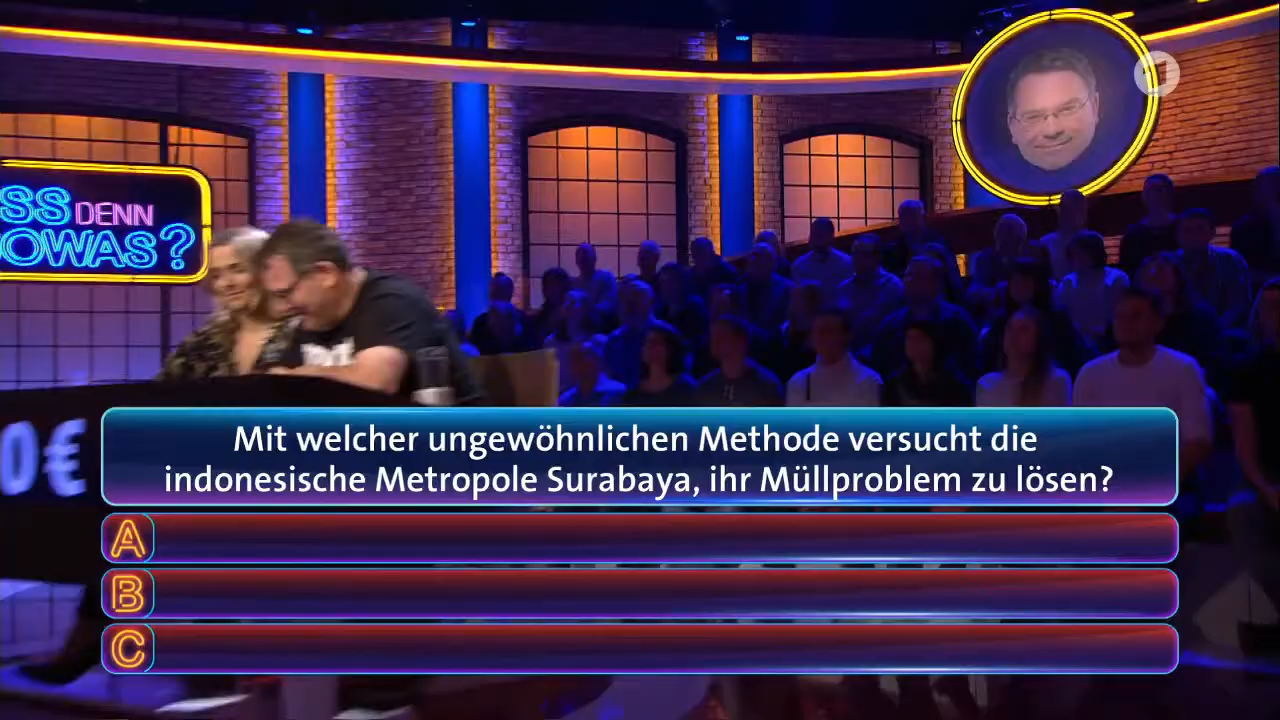 SS DENN
OWAS?
0€
Mit welcher ungewöhnlichen Methode versucht die
indonesische Metropole Surabaya, ihr Müllproblem zu lösen?
A
B
C